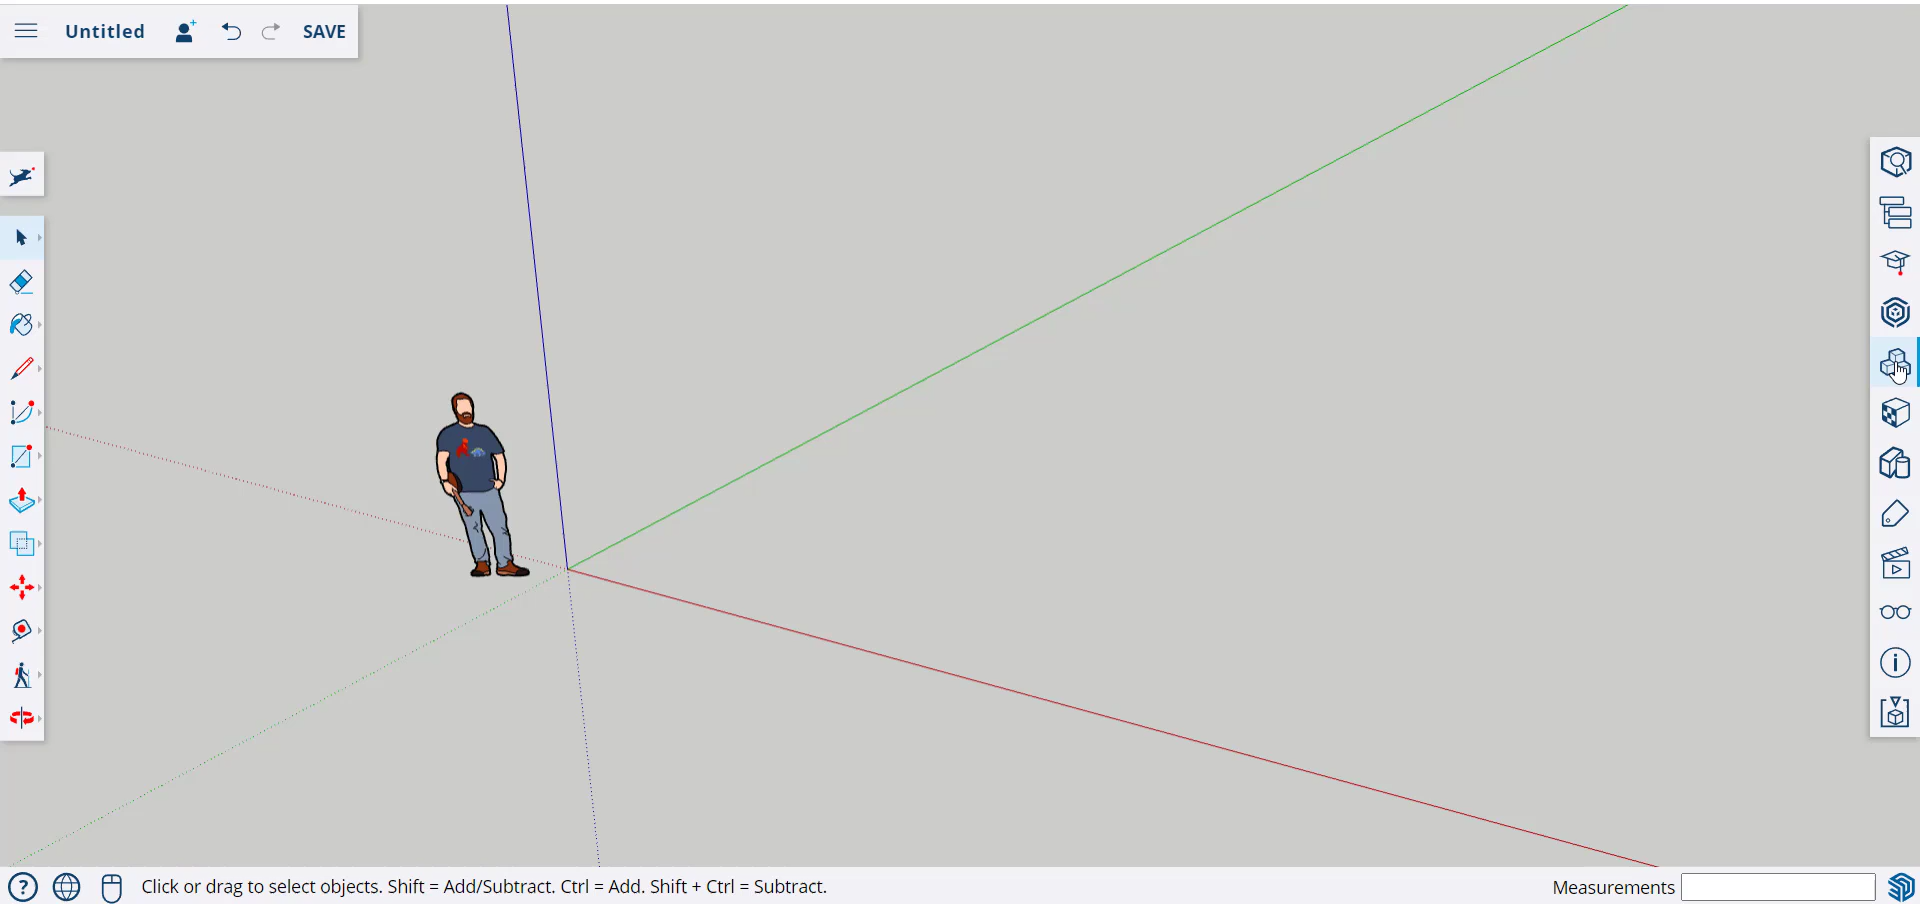 Untitled
SAVE
Click or drag to select objects. Shift = Add/Subtract. Ctrl = Add. Shift + Ctrl = Subtract.
Measurements